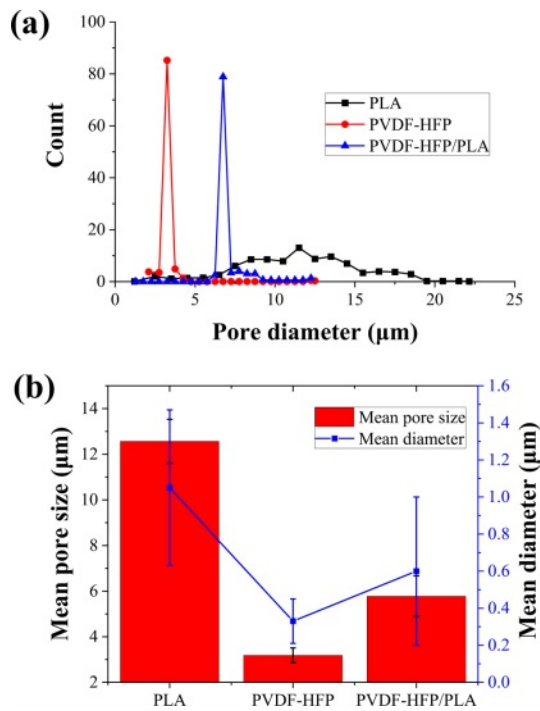 (a)
100
80
60
40
20
0
Count
PLA
PVDF-HFP
PVDF-HFP/PLA
0 5 10 15 20 25
Pore diameter (μm)
(b)
14
12
10
8
6
4
2
Mean pore size (μm)
Mean pore size
Mean diameter
1.6
1.4
1.2
1.0
0.8
0.6
0.4
0.2
0.0
Mean diameter (μm)
PLA PVDF-HFP PVDF-HFP/PLA